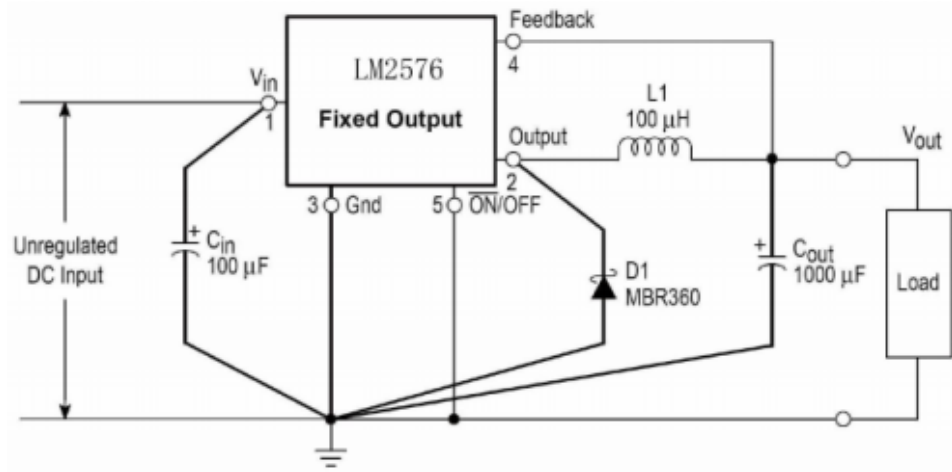 Feedback
4
LM2576
Fixed Output
Vin
1
L1
100 μH
Output
2
Vout
3 Gnd
5 O̅N̅/OFF
+
Cin
100 μF
Unregulated
DC Input
D1
MBR360
+
Cout
1000 μF
Load